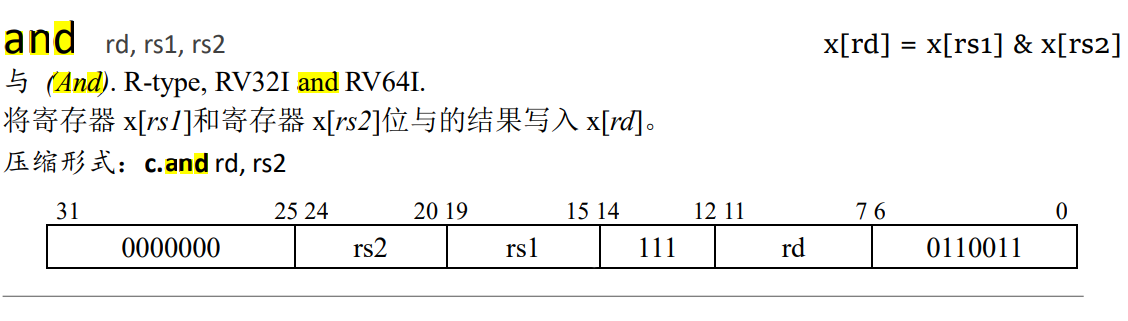 and rd, rs1, rs2 x[rd] = x[rs1] & x[rs2]
与 (And). R-type, RV32I and RV64I.
将寄存器 x[rs1]和寄存器 x[rs2]位与的结果写入 x[rd]。
压缩形式：c.and rd, rs2
31 25 24 20 19 15 14 12 11 7 6 0
0000000 rs2 rs1 111 rd 0110011